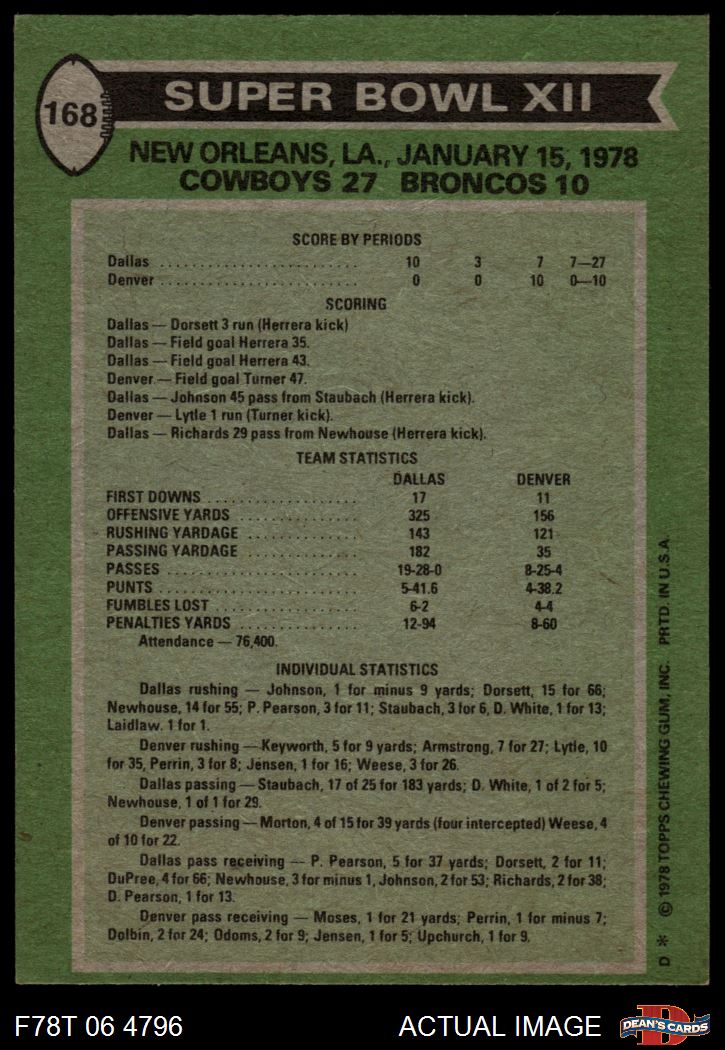 168
SUPER BOWL XII
NEW ORLEANS, LA., JANUARY 15, 1978
COWBOYS 27 BRONCOS 10
SCORE BY PERIODS
Dallas ........................... 10 3 7 7—27
Denver ........................... 0 0 10 0—10
SCORING
Dallas — Dorsett 3 run (Herrera kick)
Dallas — Field goal Herrera 35.
Dallas — Field goal Herrera 43.
Denver — Field goal Turner 47.
Dallas — Johnson 45 pass from Staubach (Herrera kick).
Denver — Lytle 1 run (Turner kick).
Dallas — Richards 29 pass from Newhouse (Herrera kick).
TEAM STATISTICS
DALLAS DENVER
FIRST DOWNS .................... 17 11
OFFENSIVE YARDS ................ 325 156
RUSHING YARDAGE ............... 143 121
PASSING YARDAGE ............... 182 35
PASSES ......................... 19-28-0 8-25-4
PUNTS .......................... 5-41.6 4-38.2
FUMBLES LOST ................... 6-2 4-4
PENALTIES YARDS ................ 12-94 8-60
Attendance — 76,400.
INDIVIDUAL STATISTICS
Dallas rushing — Johnson, 1 for minus 9 yards; Dorsett, 15 for 66;
Newhouse, 14 for 55; P. Pearson, 3 for 11; Staubach, 3 for 6, D. White, 1 for 13;
Laidlaw. 1 for 1.
Denver rushing — Keyworth, 5 for 9 yards; Armstrong, 7 for 27; Lytle, 10
for 35, Perrin, 3 for 8; Jensen, 1 for 16; Weese, 3 for 26.
Dallas passing — Staubach, 17 of 25 for 183 yards; D. White, 1 of 2 for 5;
Newhouse, 1 of 1 for 29.
Denver passing — Morton, 4 of 15 for 39 yards (four intercepted) Weese, 4
of 10 for 22.
Dallas pass receiving — P. Pearson, 5 for 37 yards; Dorsett, 2 for 11;
DuPree, 4 for 66; Newhouse, 3 for minus 1, Johnson, 2 for 53; Richards, 2 for 38;
D. Pearson, 1 for 13.
Denver pass receiving — Moses, 1 for 21 yards; Perrin, 1 for minus 7;
Dolbin, 2 for 24; Odoms, 2 for 9; Jensen, 1 for 5; Upchurch, 1 for 9.
D * © 1978 TOPPS CHEWING GUM, INC. PRTD. IN U.S.A.
F78T 06 4796 ACTUAL IMAGE
D DEAN'S CARDS